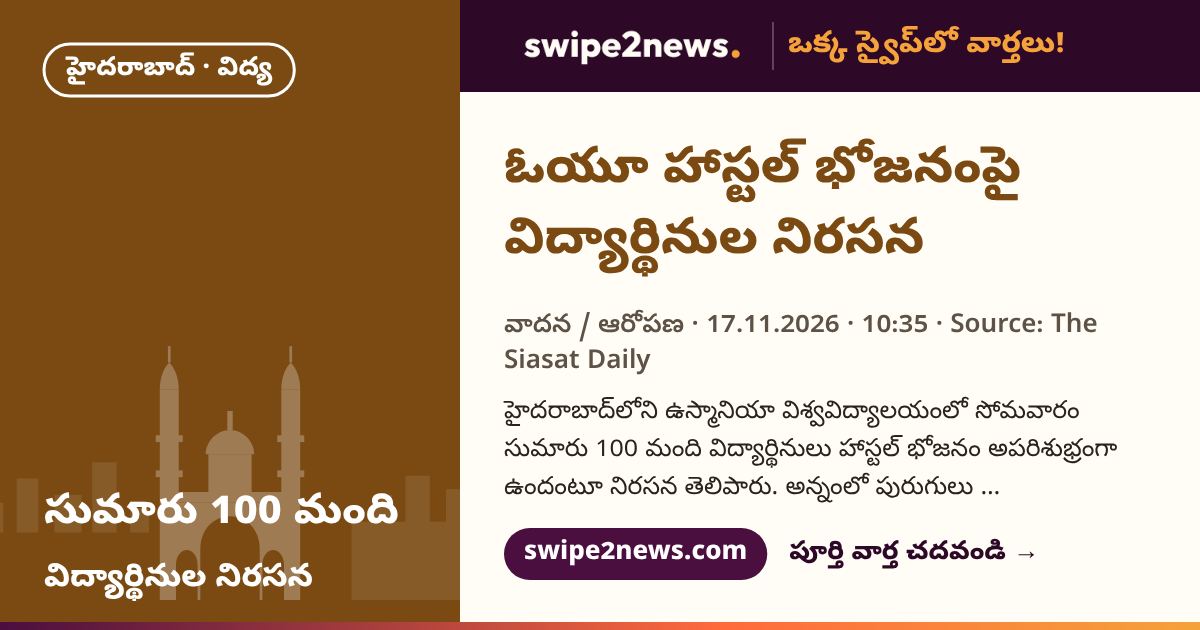 హైదరాబాద్ · విద్య
సుమారు 100 మంది
విద్యార్థినుల నిరసన
swipe2news.
ఒక్క స్వైప్‌లో వార్తలు!
ఓయూ హాస్టల్ భోజనంపై
విద్యార్థినుల నిరసన
వాదన / ఆరోపణ · 17.11.2026 · 10:35 · Source: The
Siasat Daily
హైదరాబాద్‌లోని ఉస్మానియా విశ్వవిద్యాలయంలో సోమవారం
సుమారు 100 మంది విద్యార్థినులు హాస్టల్ భోజనం అపరిశుభ్రంగా
ఉందంటూ నిరసన తెలిపారు. అన్నంలో పురుగులు ...
swipe2news.com
పూర్తి వార్త చదవండి →